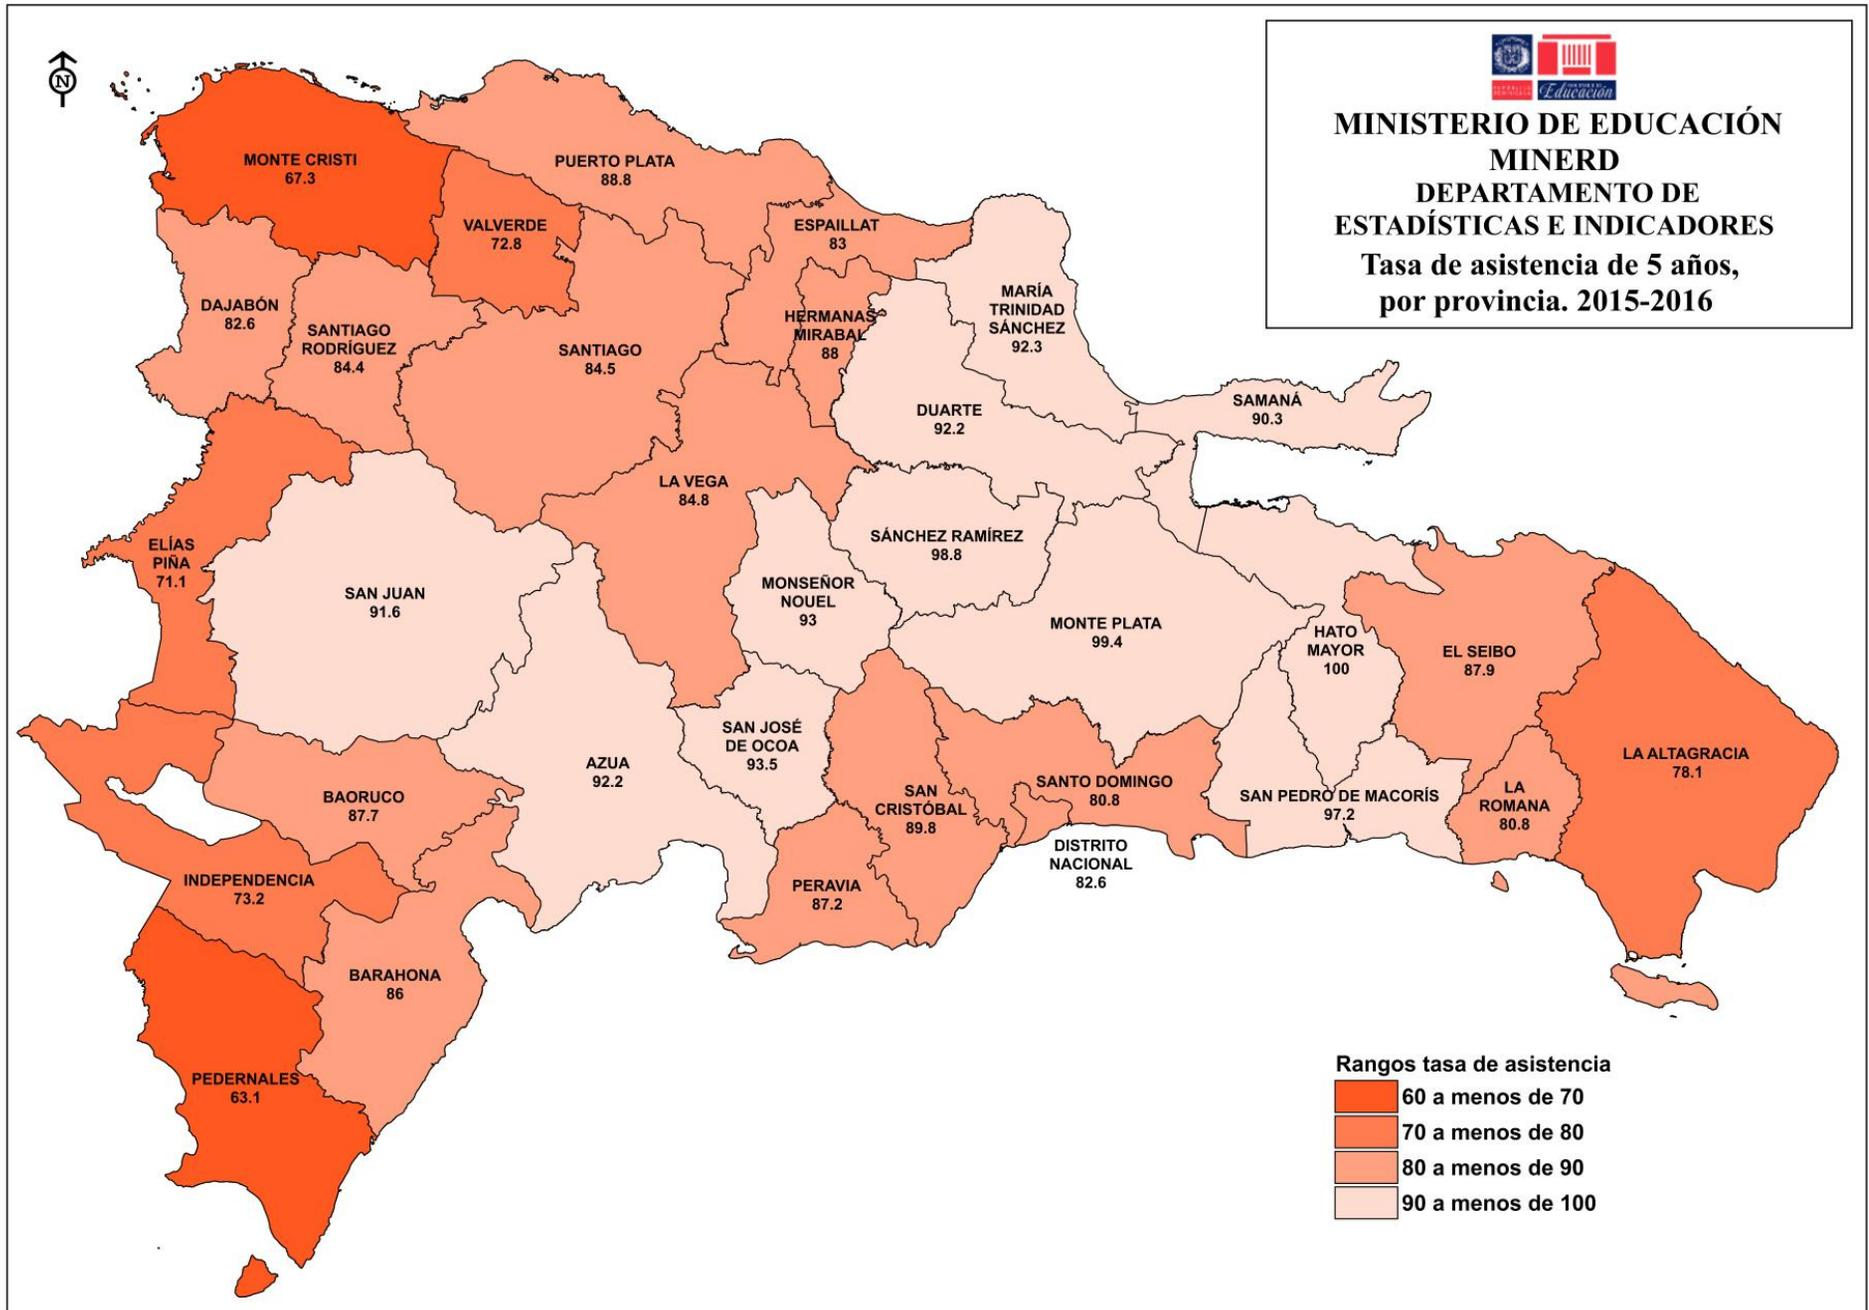 N
REPÚBLICA
DOMINICANA
Educación
MINISTERIO DE EDUCACIÓN
MINERD
DEPARTAMENTO DE
ESTADÍSTICAS E INDICADORES
Tasa de asistencia de 5 años,
por provincia. 2015-2016
MONTE CRISTI
67.3
PUERTO PLATA
88.8
VALVERDE
72.8
ESPAILLAT
83
DAJABÓN
82.6
SANTIAGO
RODRÍGUEZ
84.4
SANTIAGO
84.5
HERMANAS
MIRABAL
88
MARÍA
TRINIDAD
SÁNCHEZ
92.3
DUARTE
92.2
SAMANÁ
90.3
LA VEGA
84.8
ELÍAS
PIÑA
71.1
SAN JUAN
91.6
MONSEÑOR
NOUEL
93
SÁNCHEZ RAMÍREZ
98.8
MONTE PLATA
99.4
HATO
MAYOR
100
EL SEIBO
87.9
LA ALTAGRACIA
78.1
SAN JOSÉ
DE OCOA
93.5
AZUA
92.2
BAORUCO
87.7
SAN
CRISTÓBAL
89.8
SANTO DOMINGO
80.8
SAN PEDRO DE MACORÍS
97.2
LA
ROMANA
80.8
DISTRITO
NACIONAL
82.6
INDEPENDENCIA
73.2
PERAVIA
87.2
BARAHONA
86
PEDERNALES
63.1
Rangos tasa de asistencia
60 a menos de 70
70 a menos de 80
80 a menos de 90
90 a menos de 100